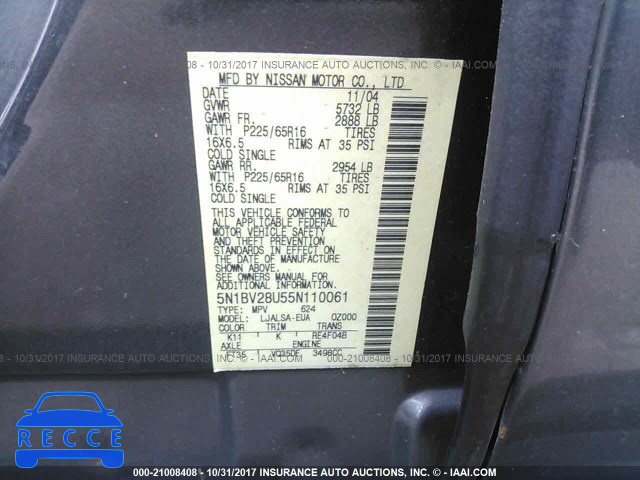 408 - 10/31/2017 INSURANCE AUTO AUCTIONS, INC. - © IAAI.COM
MFD BY NISSAN MOTOR CO., LTD
DATE 11/04
GVWR 5732 LB
GAWR FR. 2888 LB
WITH P225/65R16 TIRES
16X6.5 RIMS AT 35 PSI
COLD SINGLE
GAWR RR. 2954 LB
WITH P225/65R16 TIRES
16X6.5 RIMS AT 35 PSI
COLD SINGLE
THIS VEHICLE CONFORMS TO
ALL APPLICABLE FEDERAL
MOTOR VEHICLE SAFETY
AND THEFT PREVENTION
STANDARDS IN EFFECT ON
THE DATE OF MANUFACTURE
SHOWN ABOVE.
SEE OWNERS MANUAL FOR
ADDITIONAL INFORMATION.
5N1BV28U55N110061
TYPE: MPV 624
MODEL: LJALSA-EUA 0Z000
COLOR TRIM TRANS
K11 K RE4F04B
AXLE ENGINE
FT35 VQ35DE 3498CC
000-21008408 - 10/31/2017 INSURANCE AUTO AUCTIONS, INC. - © IAAI.COM
RECCE
000-21008408 - 10/31/2017 INSURANCE AUTO AUCTIONS, INC. - © IAAI.COM